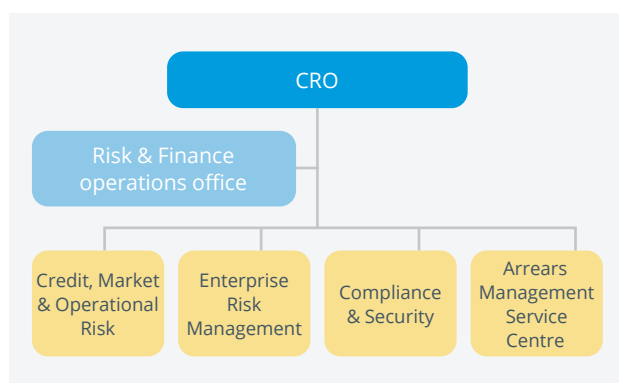 CRO
Risk & Finance
operations office
Credit, Market
& Operational
Risk
Enterprise
Risk
Management
Compliance
& Security
Arrears
Management
Service
Centre